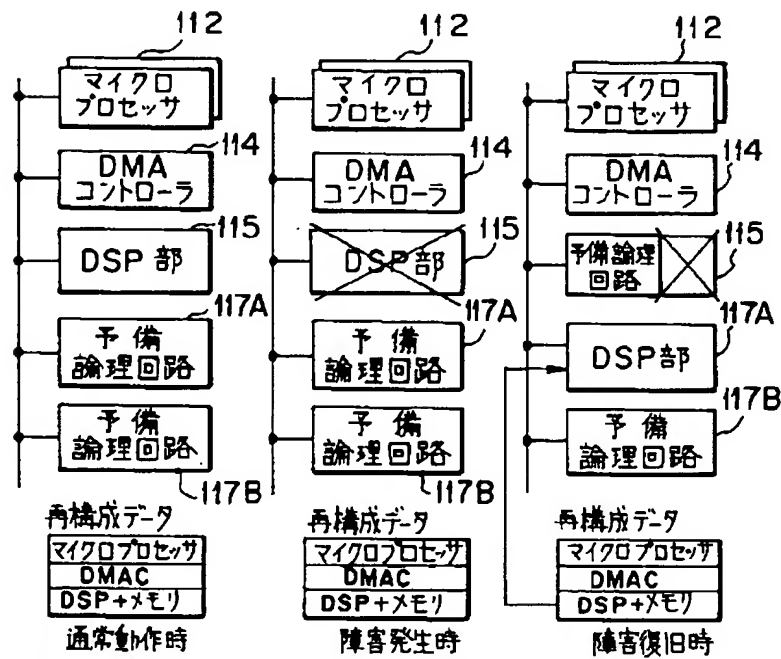 112
マイクロ
プロセッサ
114
DMA
コントローラ
115
DSP部
117A
予備
論理回路
予備
論理回路
117B
再構成データ
マイクロプロセッサ
DMAC
DSP+メモリ
通常動作時
112
マイクロ
プロセッサ
114
DMA
コントローラ
115
DSP部
117A
予備
論理回路
予備
論理回路
117B
再構成データ
マイクロプロセッサ
DMAC
DSP+メモリ
障害発生時
112
マイクロ
プロセッサ
114
DMA
コントローラ
予備論理
回路
115
117A
DSP部
117B
予備
論理回路
再構成データ
マイクロプロセッサ
DMAC
DSP+メモリ
障害復旧時